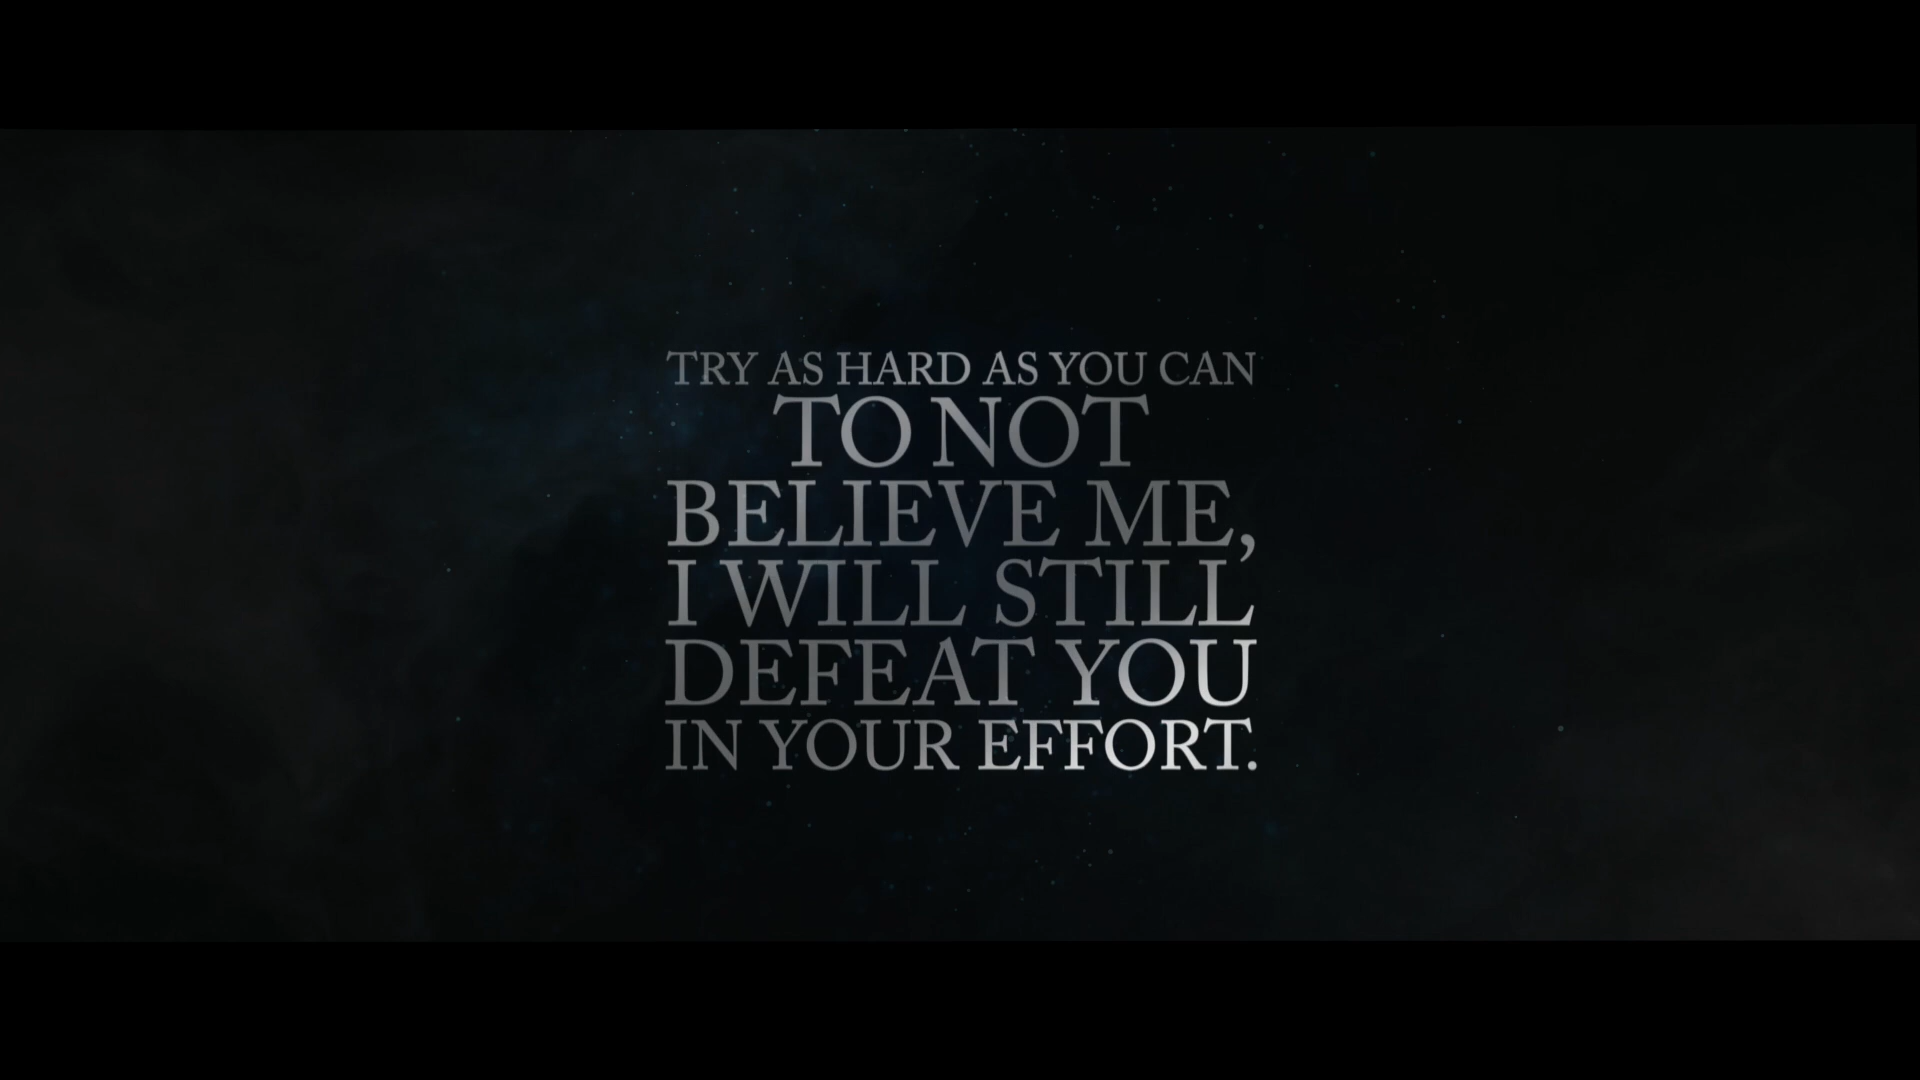 TRY AS HARD AS YOU CAN
TO NOT
BELIEVE ME,
I WILL STILL
DEFEAT YOU
IN YOUR EFFORT.